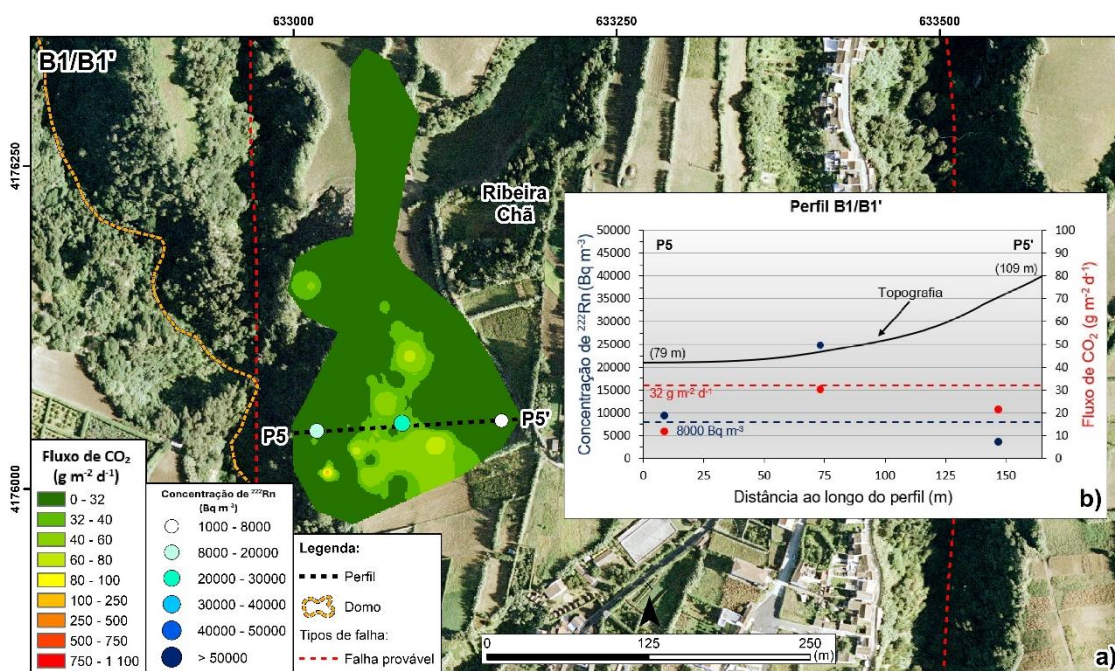 633000
633250
633500
B1/B1'
4176250
4176000
Ribeira
Chã
P5
P5'
Perfil B1/B1'
Concentração de ²²²Rn (Bq m⁻³)
50000
45000
40000
35000
30000
25000
20000
15000
10000
5000
0
P5
P5'
(79 m)
(109 m)
Topografia
32 g m⁻² d⁻¹
8000 Bq m⁻³
100
90
80
70
60
50
40
30
20
10
0
Fluxo de CO₂ (g m⁻² d⁻¹)
0
25
50
75
100
125
150
Distância ao longo do perfil (m)
b)
Fluxo de CO₂
(g m⁻² d⁻¹)
0 - 32
32 - 40
40 - 60
60 - 80
80 - 100
100 - 250
250 - 500
500 - 750
750 - 1 100
Concentração de ²²²Rn
(Bq m⁻³)
1000 - 8000
8000 - 20000
20000 - 30000
30000 - 40000
40000 - 50000
> 50000
Legenda:
Perfil
Domo
Tipos de falha:
Falha provável
0
125
250
(m)
a)